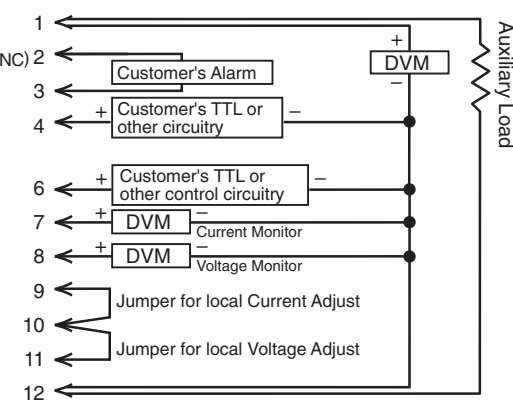 1
+
DVM
−
Auxiliary Load
NC) 2
Customer's Alarm
3
4
+
Customer's TTL or
other circuitry
−
6
+
Customer's TTL or
other control circuitry
−
7
+
DVM
−
Current Monitor
8
+
DVM
−
Voltage Monitor
9
Jumper for local Current Adjust
10
Jumper for local Voltage Adjust
11
12